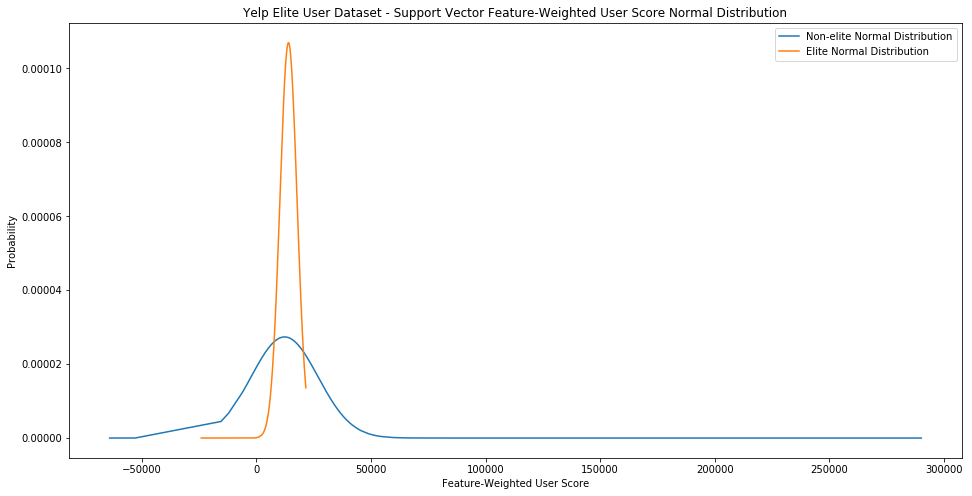 Yelp Elite User Dataset - Support Vector Feature-Weighted User Score Normal Distribution
Non-elite Normal Distribution
Elite Normal Distribution
0.00010
0.00008
0.00006
0.00004
0.00002
0.00000
Probability
−50000 0 50000 100000 150000 200000 250000 300000
Feature-Weighted User Score